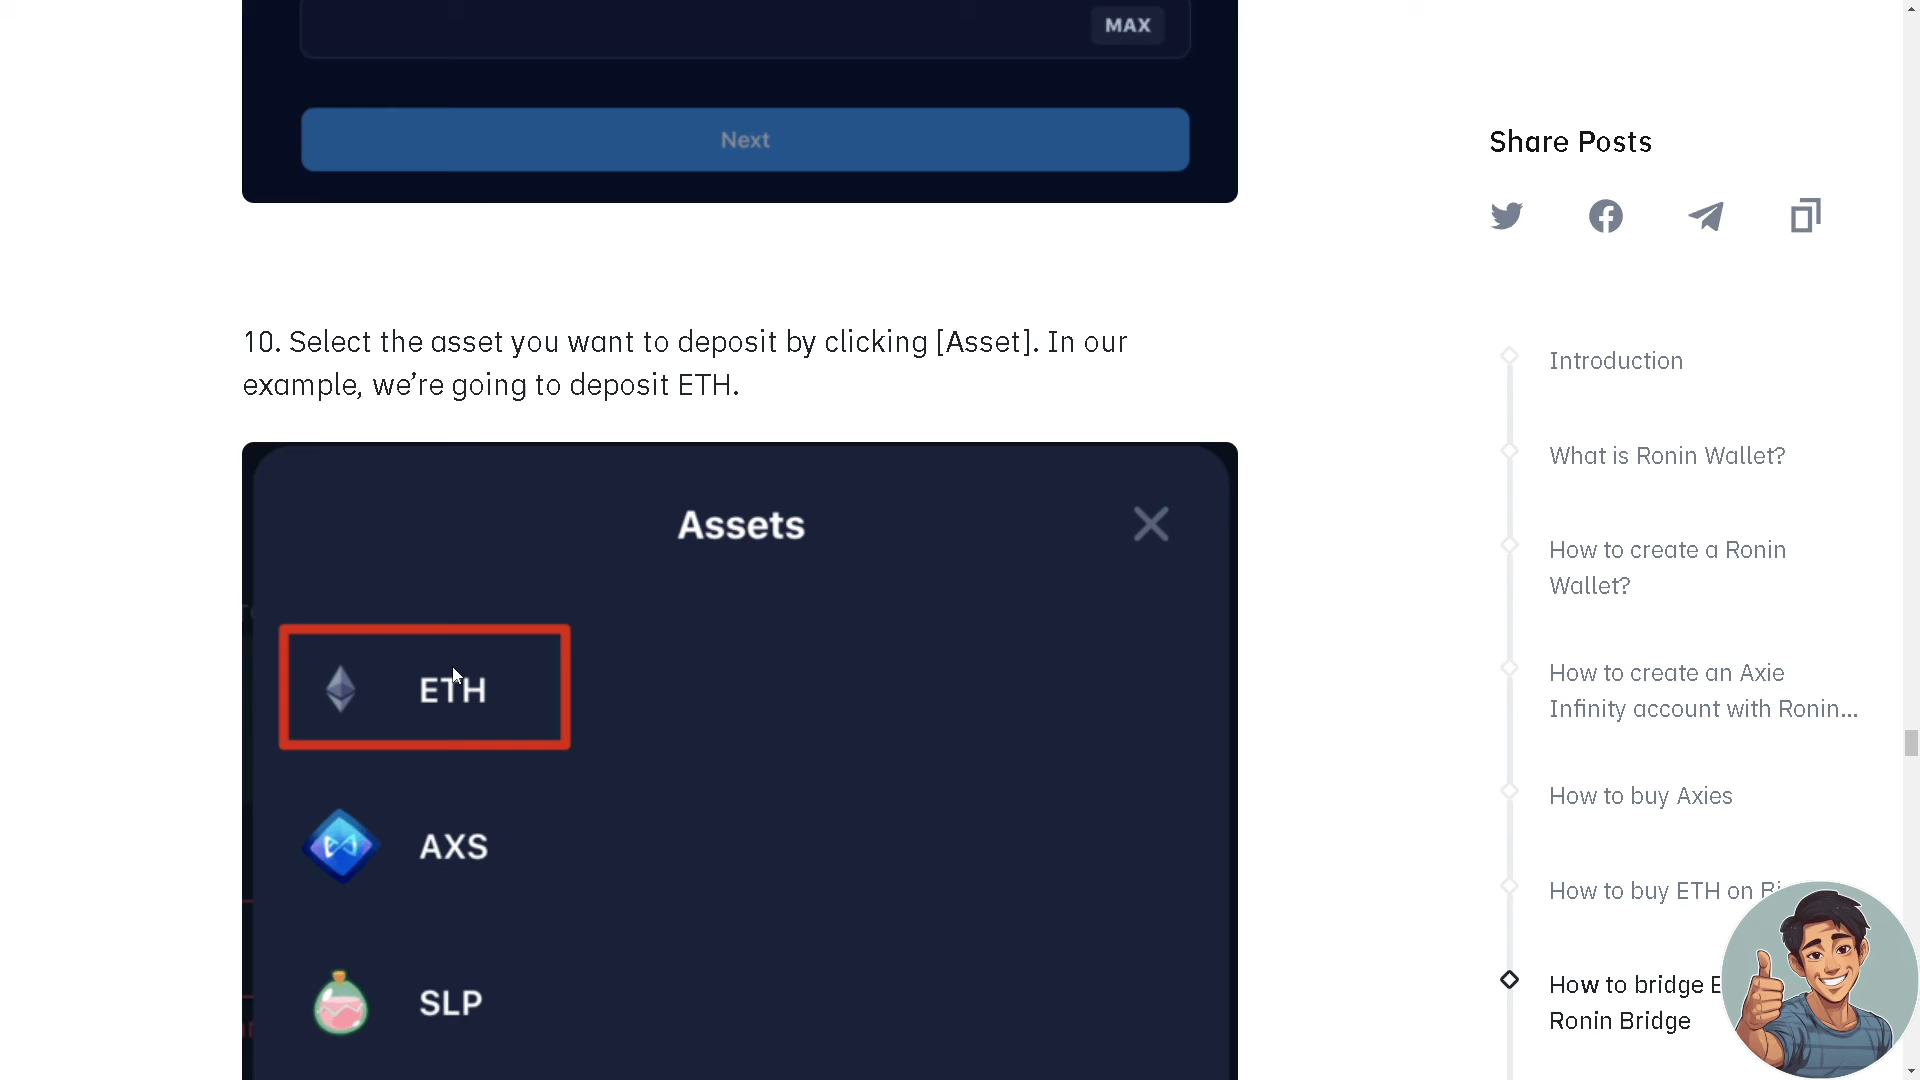 MAX
Next
10. Select the asset you want to deposit by clicking [Asset]. In our
example, we’re going to deposit ETH.
Assets
ETH
AXS
SLP
Share Posts
Introduction
What is Ronin Wallet?
How to create a Ronin
Wallet?
How to create an Axie
Infinity account with Ronin...
How to buy Axies
How to buy ETH on
How to bridge
Ronin Bridge